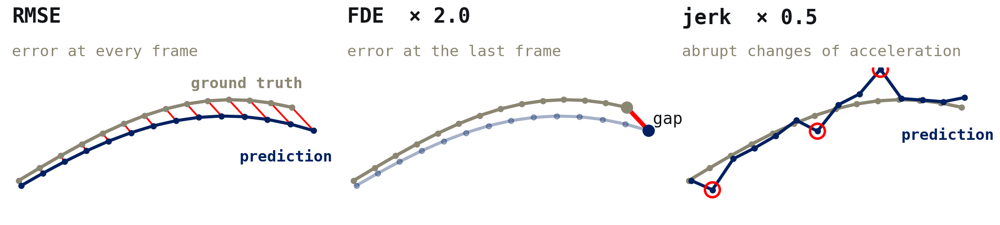 RMSE
error at every frame
ground truth
prediction
FDE × 2.0
error at the last frame
gap
jerk × 0.5
abrupt changes of acceleration
prediction